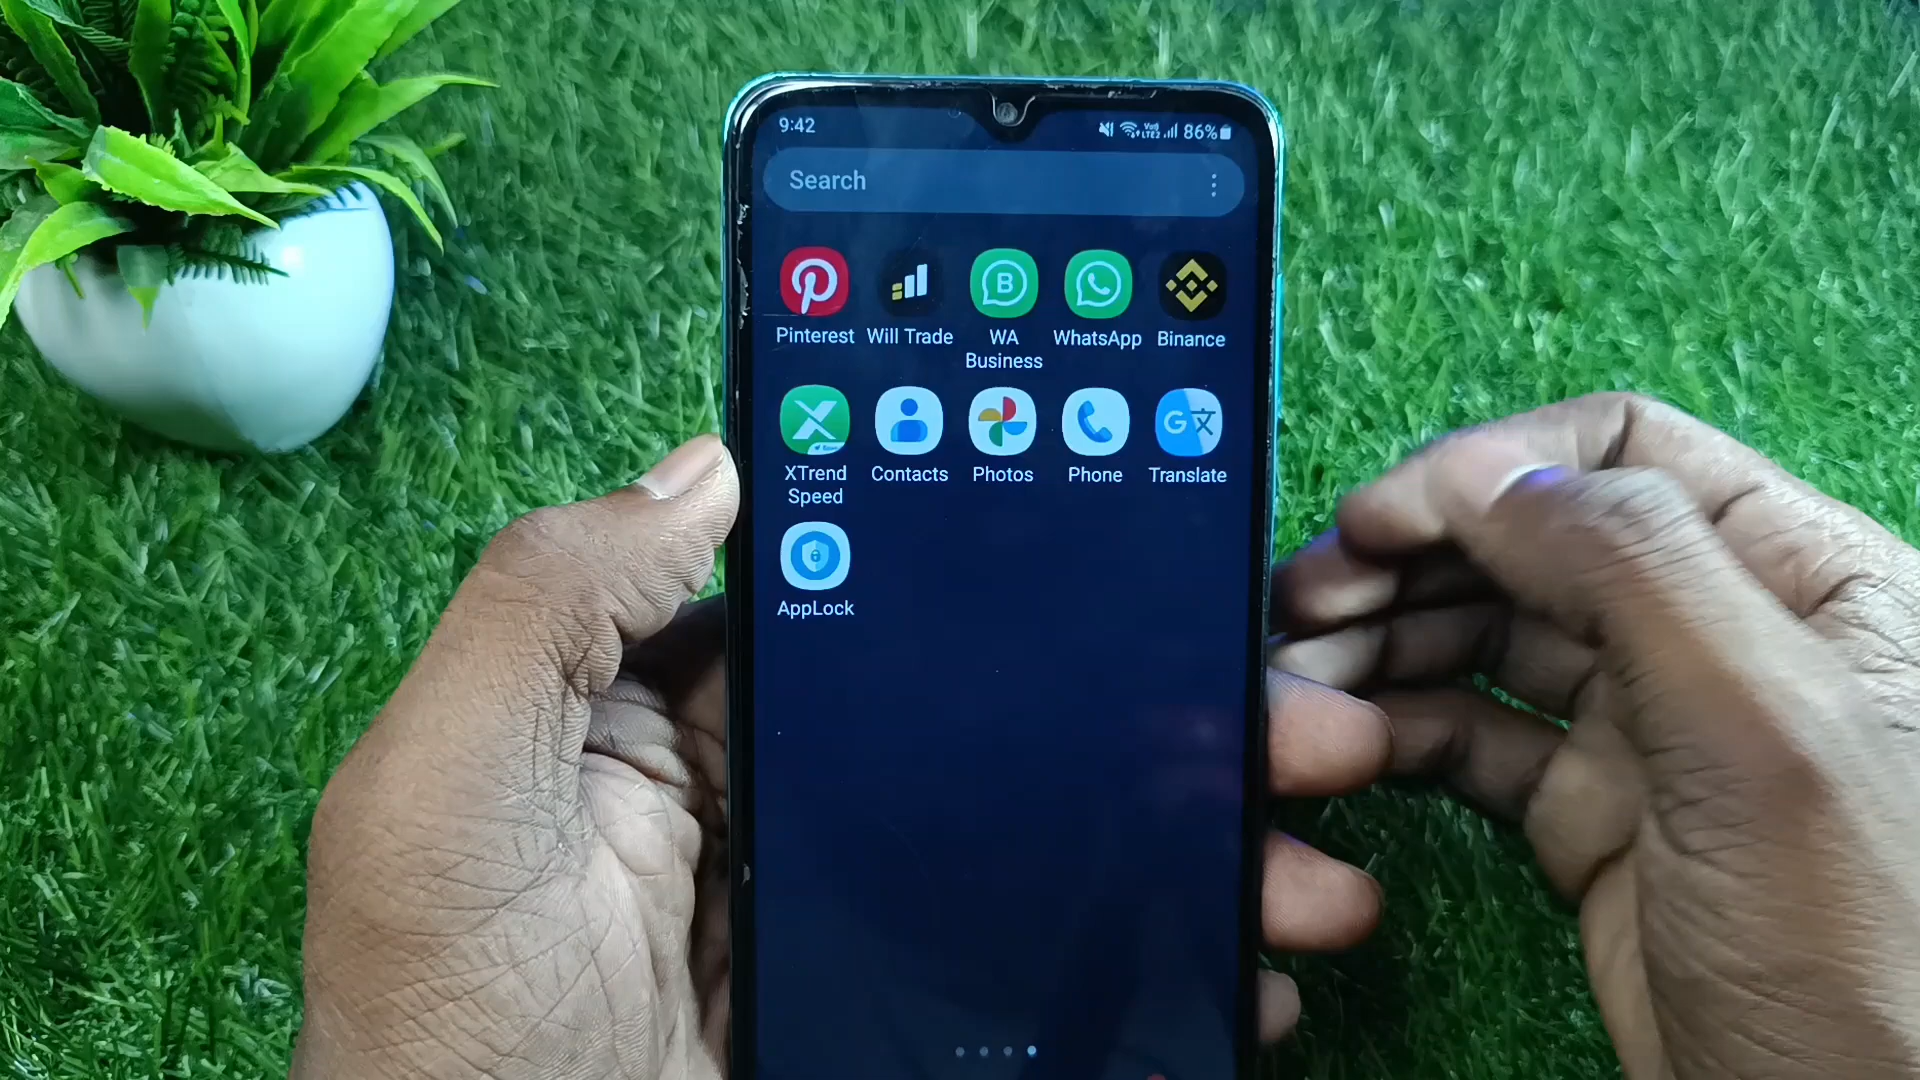 9:42
86%
Search
Pinterest Will Trade WA Business WhatsApp Binance
XTrend Speed Contacts Photos Phone Translate
AppLock